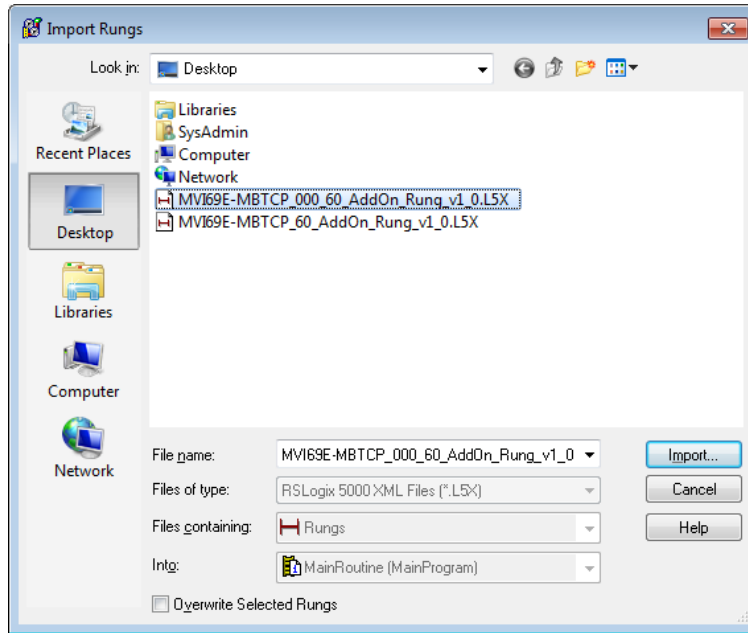 Import Rungs
Look in:
Desktop
Recent Places
Desktop
Libraries
Computer
Network
Libraries
SysAdmin
Computer
Network
MVI69E-MBTCP_000_60_AddOn_Rung_v1_0.L5X
MVI69E-MBTCP_60_AddOn_Rung_v1_0.L5X
File name:
MVI69E-MBTCP_000_60_AddOn_Rung_v1_0
Import...
Files of type:
RSLogix 5000 XML Files (*.L5X)
Cancel
Files containing:
Rungs
Help
Into:
MainRoutine (MainProgram)
Overwrite Selected Rungs